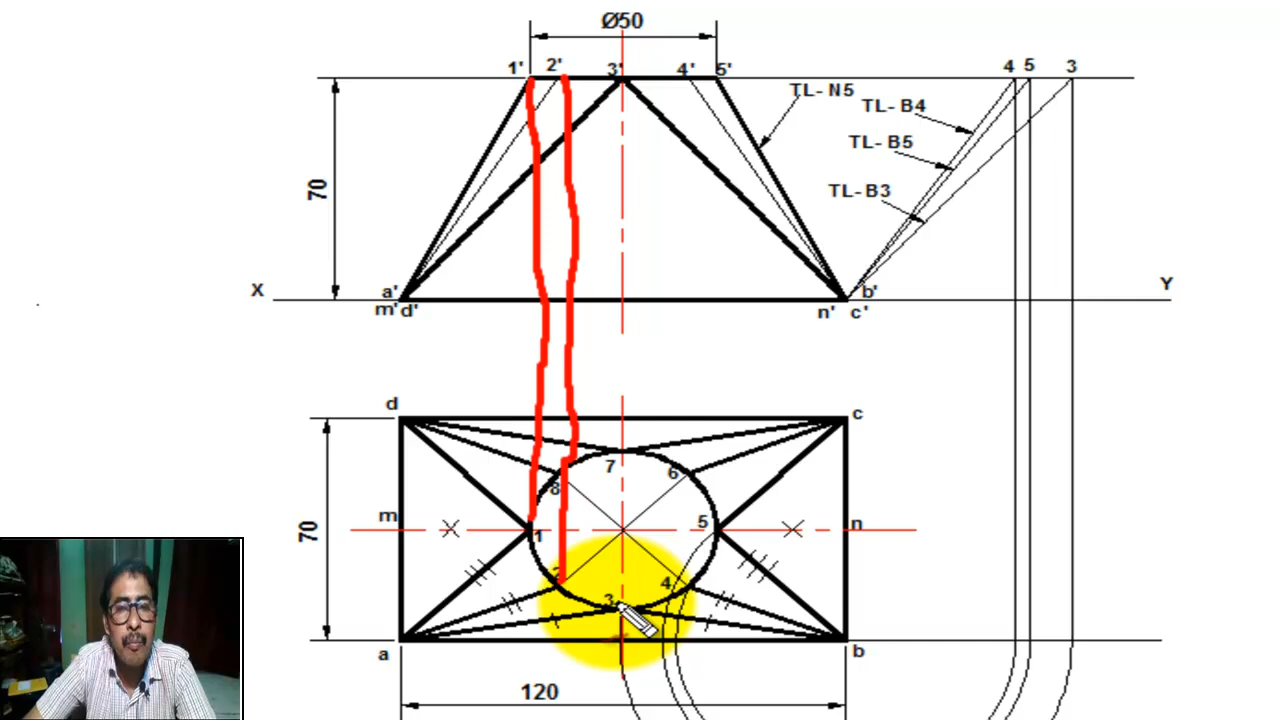 Ø50
1' 2' 3' 4' 5' 4 5 3
TL- N5
TL- B4
TL- B5
TL- B3
70
X a' b' Y
m' d' n' c'
d c
7
8 6
m 1 5 n
70
2 4
3
a b
120